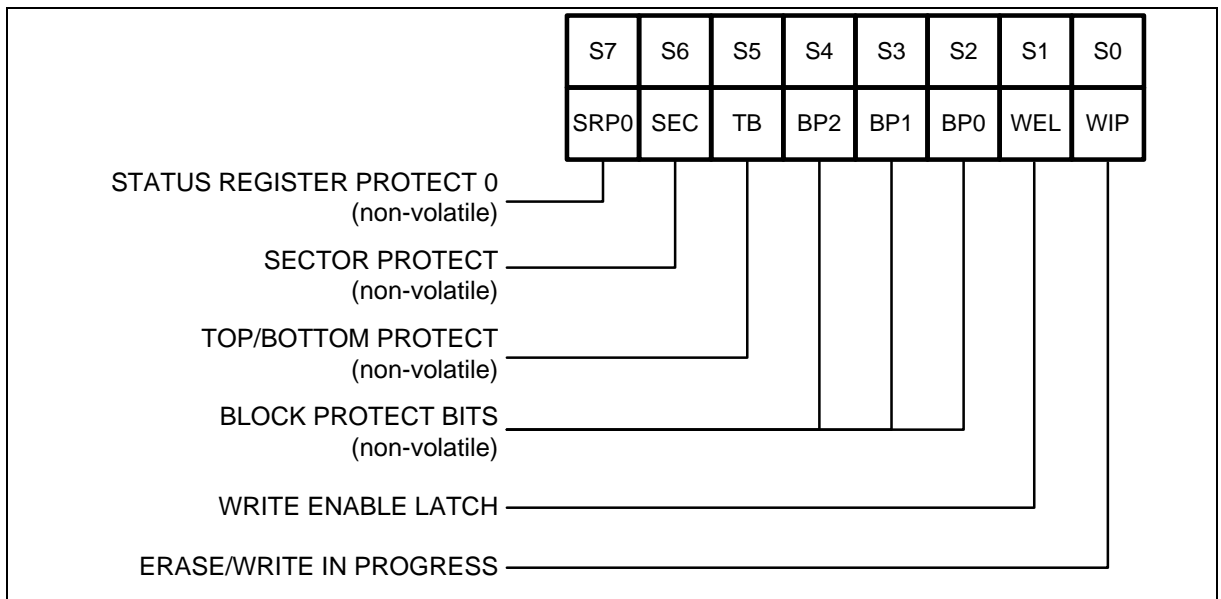 S7 S6 S5 S4 S3 S2 S1 S0
SRP0 SEC TB BP2 BP1 BP0 WEL WIP
STATUS REGISTER PROTECT 0
(non-volatile)
SECTOR PROTECT
(non-volatile)
TOP/BOTTOM PROTECT
(non-volatile)
BLOCK PROTECT BITS
(non-volatile)
WRITE ENABLE LATCH
ERASE/WRITE IN PROGRESS